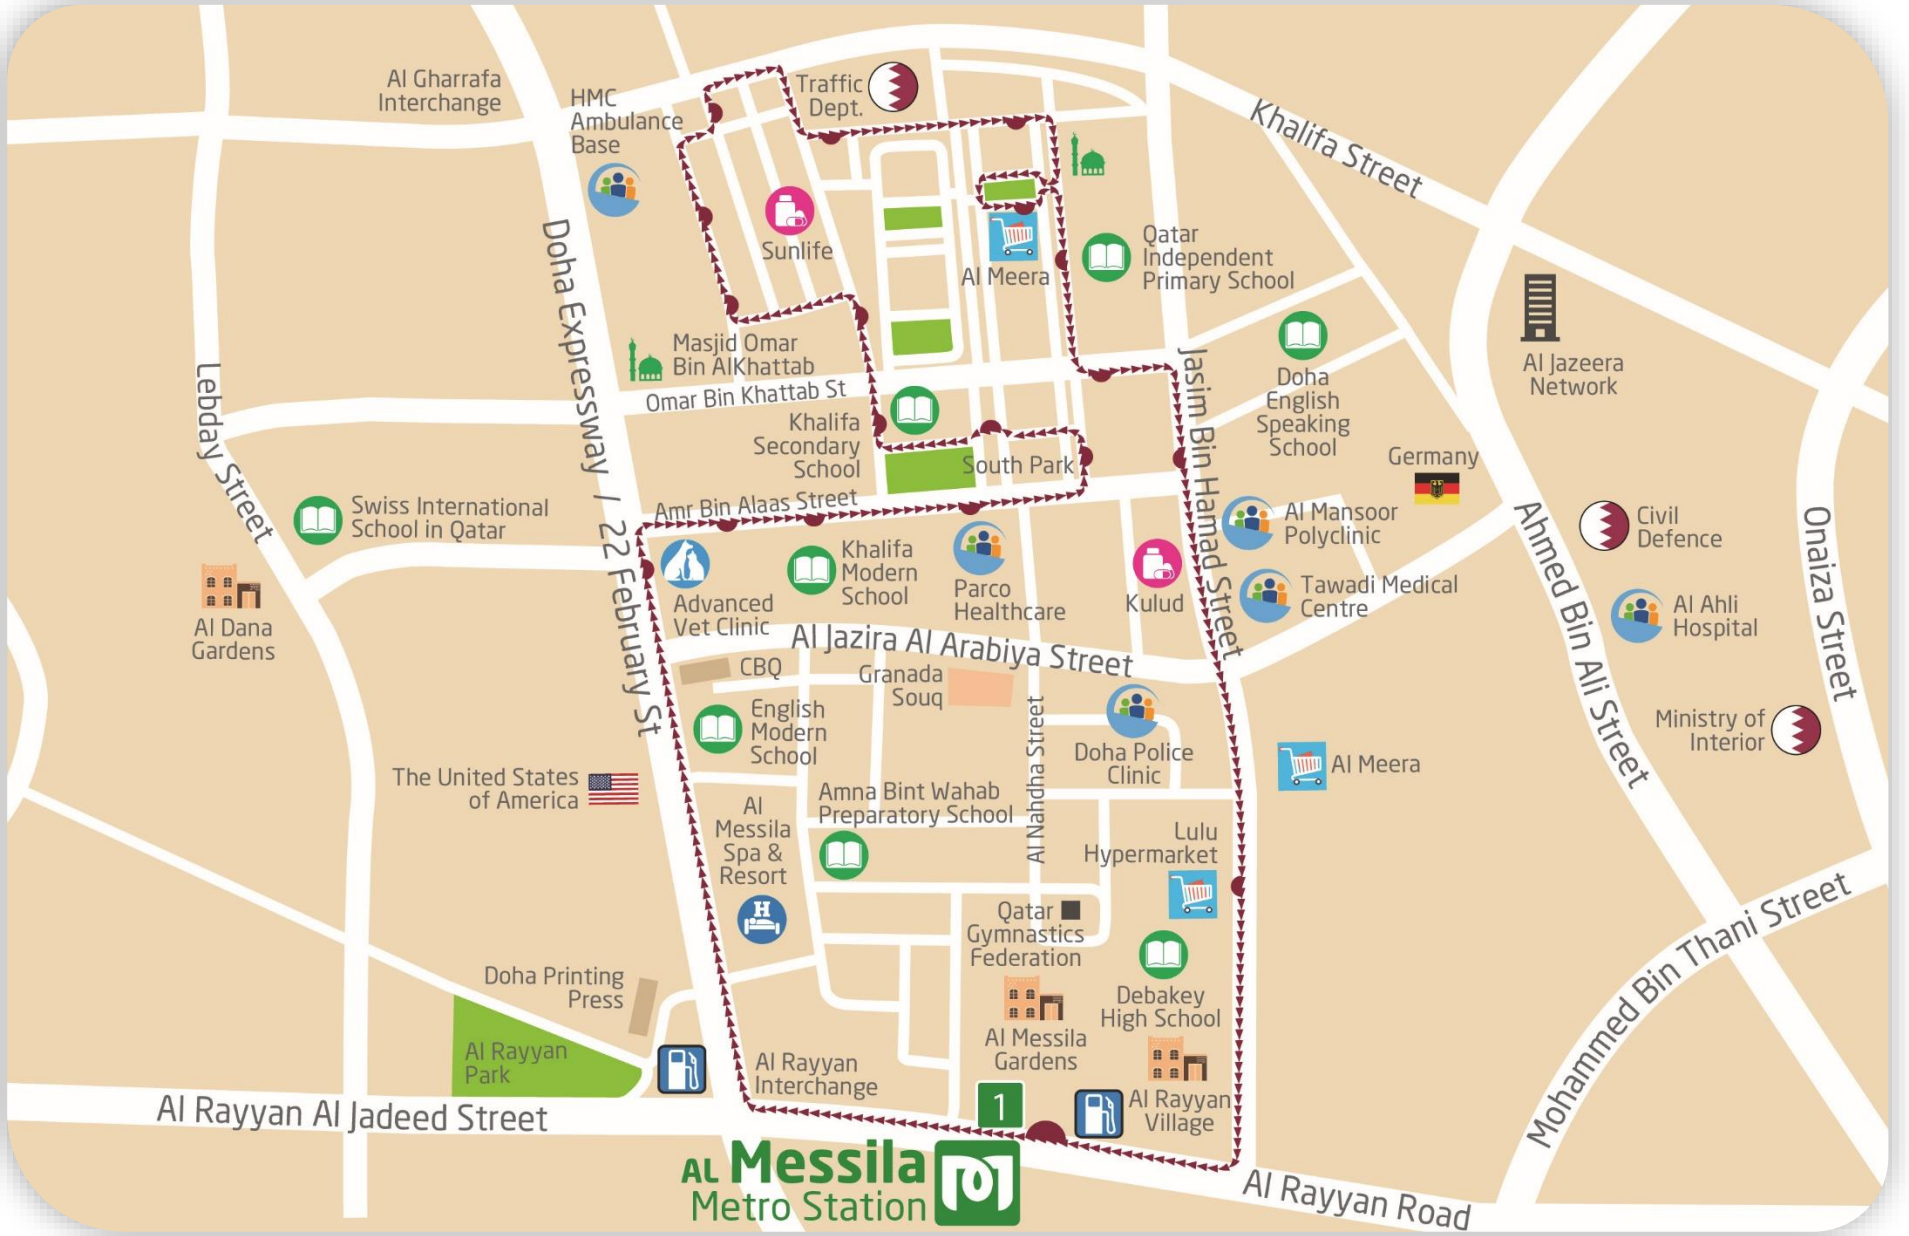 Al Gharrafa
Interchange
HMC
Ambulance
Base
Traffic
Dept.
Khalifa Street
Sunlife
Al Meera
Qatar
Independent
Primary School
Doha Expressway / 22 February St
Masjid Omar
Bin AlKhattab
Omar Bin Khattab St
Jasim Bin Hamad Street
Doha
English
Speaking
School
Al Jazeera
Network
Lebday Street
Khalifa
Secondary
School
South Park
Germany
Amr Bin Alaas Street
Swiss International
School in Qatar
Al Mansoor
Polyclinic
Ahmed Bin Ali Street
Civil
Defence
Onaiza Street
Khalifa
Modern
School
Parco
Healthcare
Kulud
Tawadi Medical
Centre
Al Ahli
Hospital
Advanced
Vet Clinic
Al Dana
Gardens
Al Jazira Al Arabiya Street
CBQ
Granada
Souq
English
Modern
School
Al Nahdha Street
Doha Police
Clinic
Ministry of
Interior
Al Meera
The United States
of America
Al
Messila
Spa &
Resort
Amna Bint Wahab
Preparatory School
Lulu
Hypermarket
H
Qatar
Gymnastics
Federation
Mohammed Bin Thani Street
Doha Printing
Press
Debakey
High School
Al Messila
Gardens
Al Rayyan
Park
Al Rayyan
Interchange
1
Al Rayyan
Village
Al Rayyan Al Jadeed Street
AL Messila
Metro Station
Al Rayyan Road